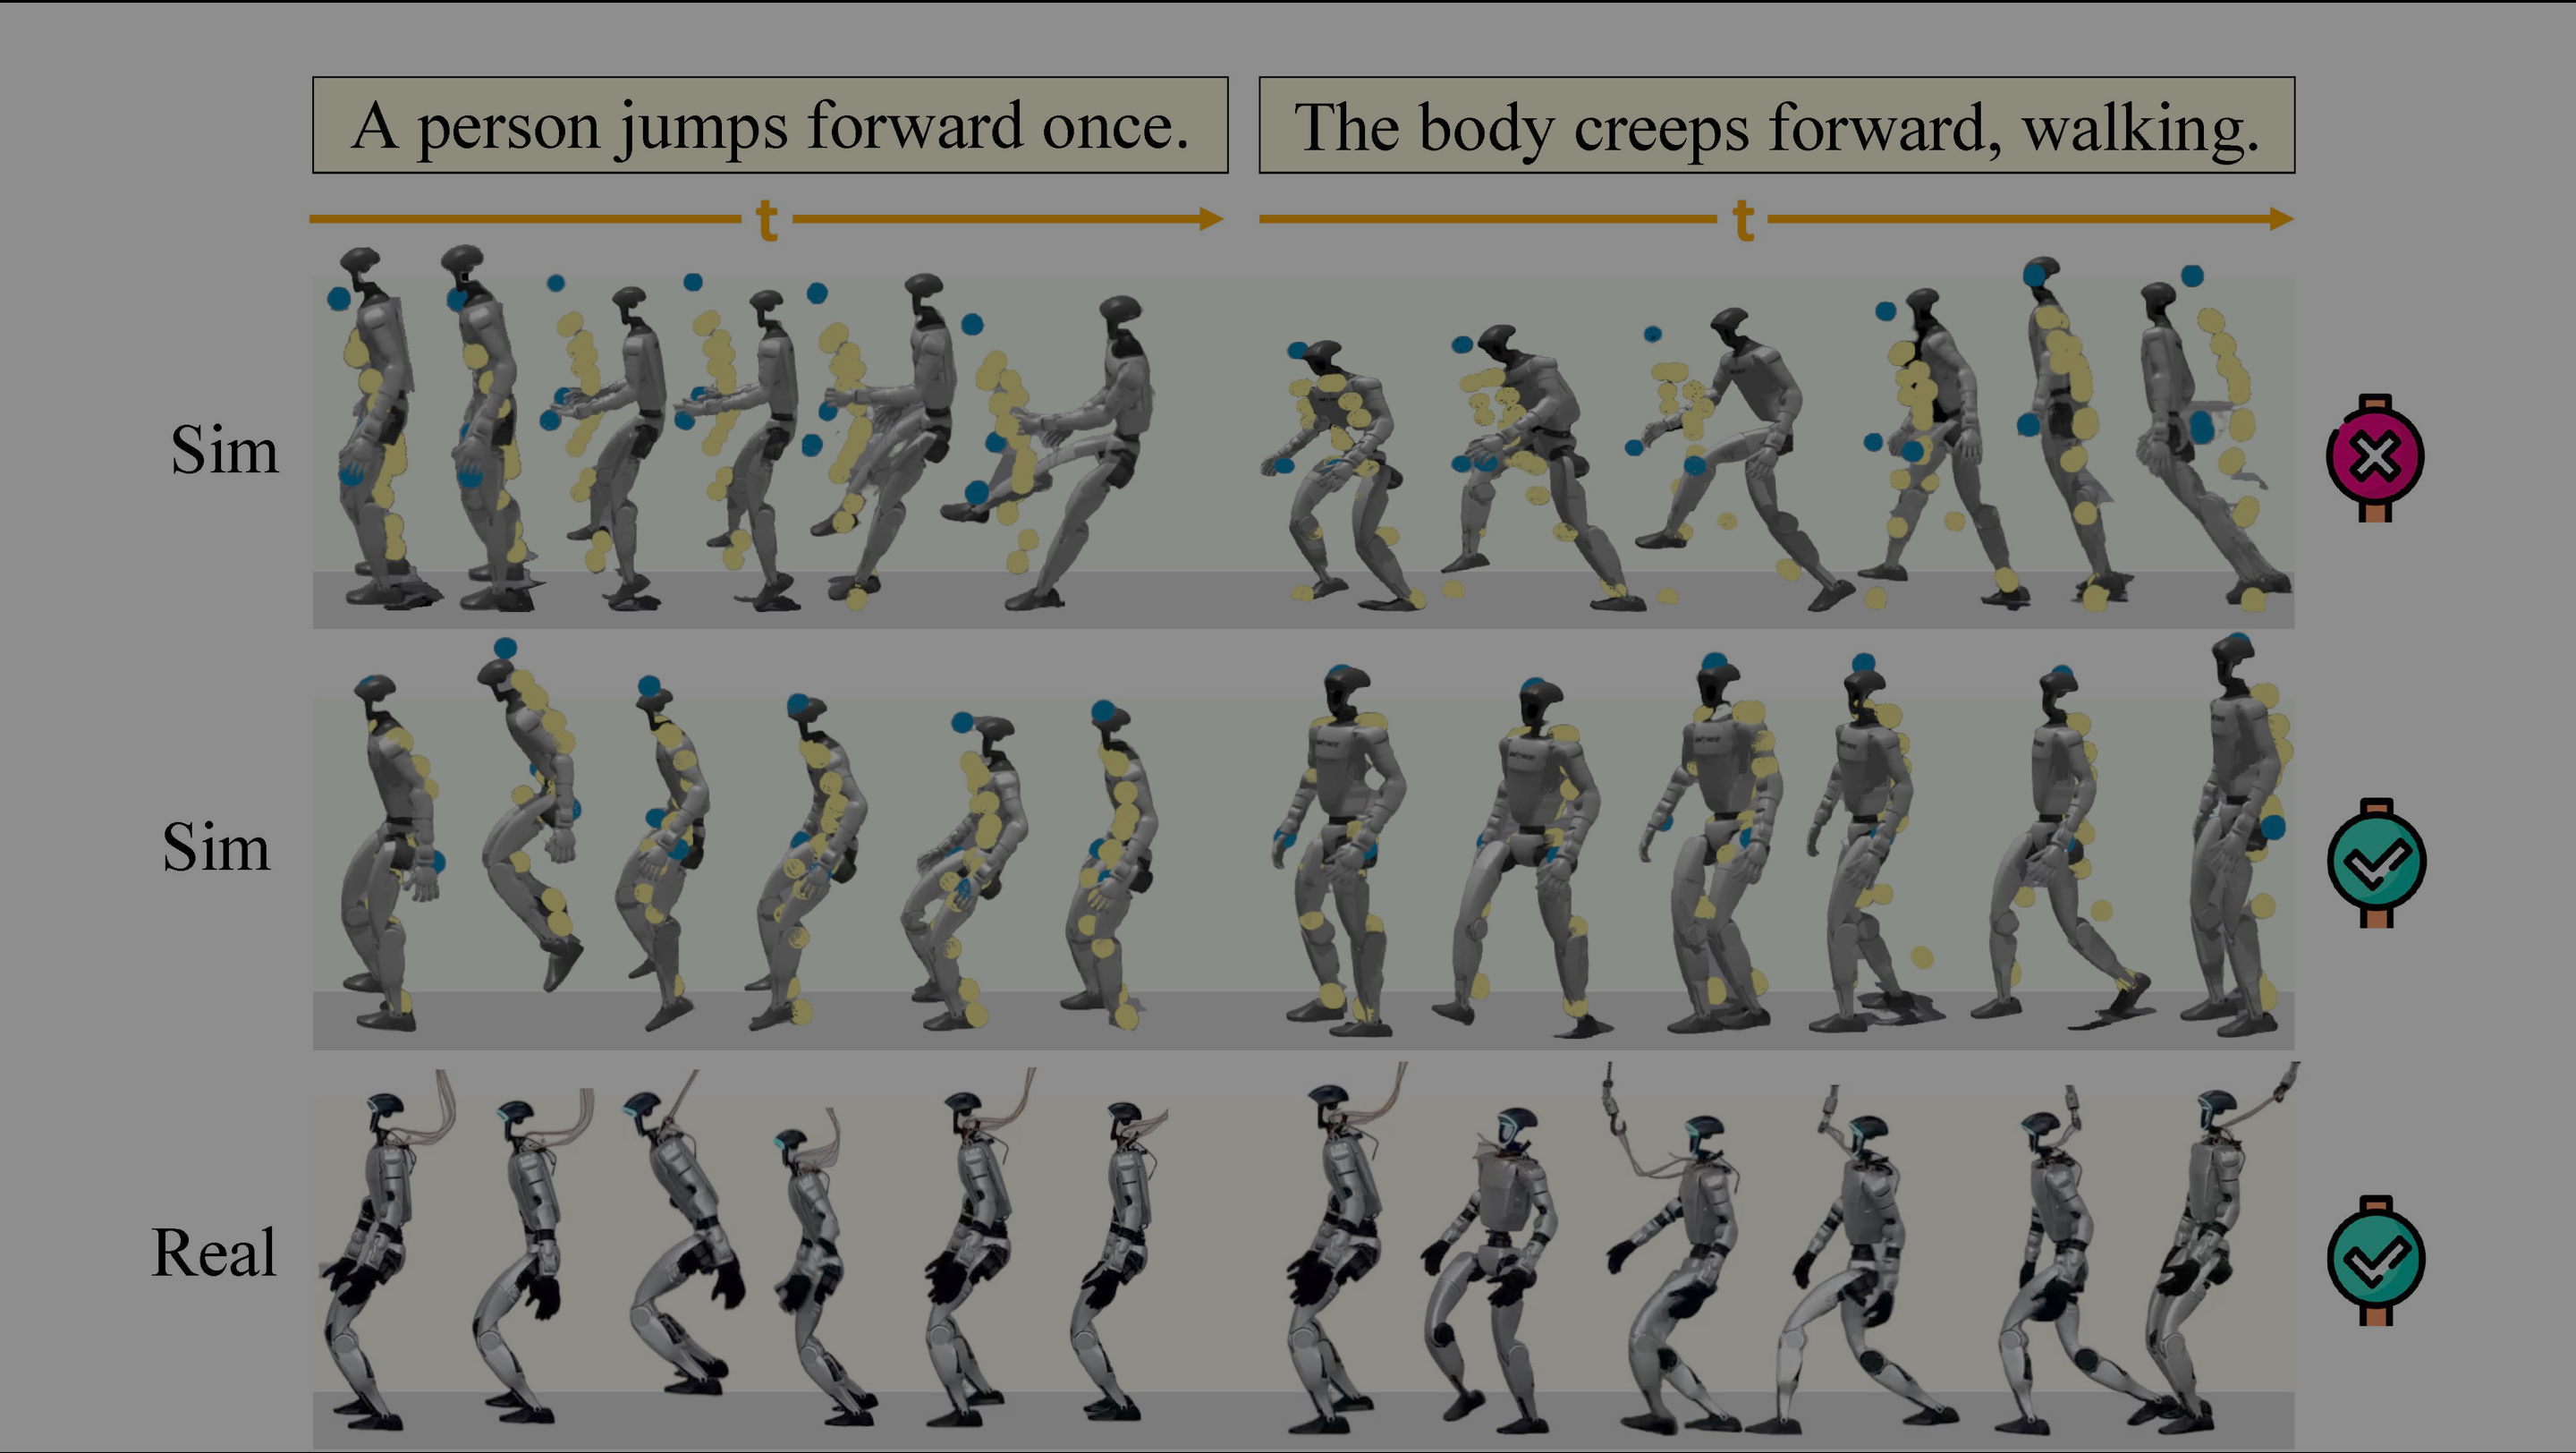 A person jumps forward once.
The body creeps forward, walking.
t
t
Sim
Sim
Real